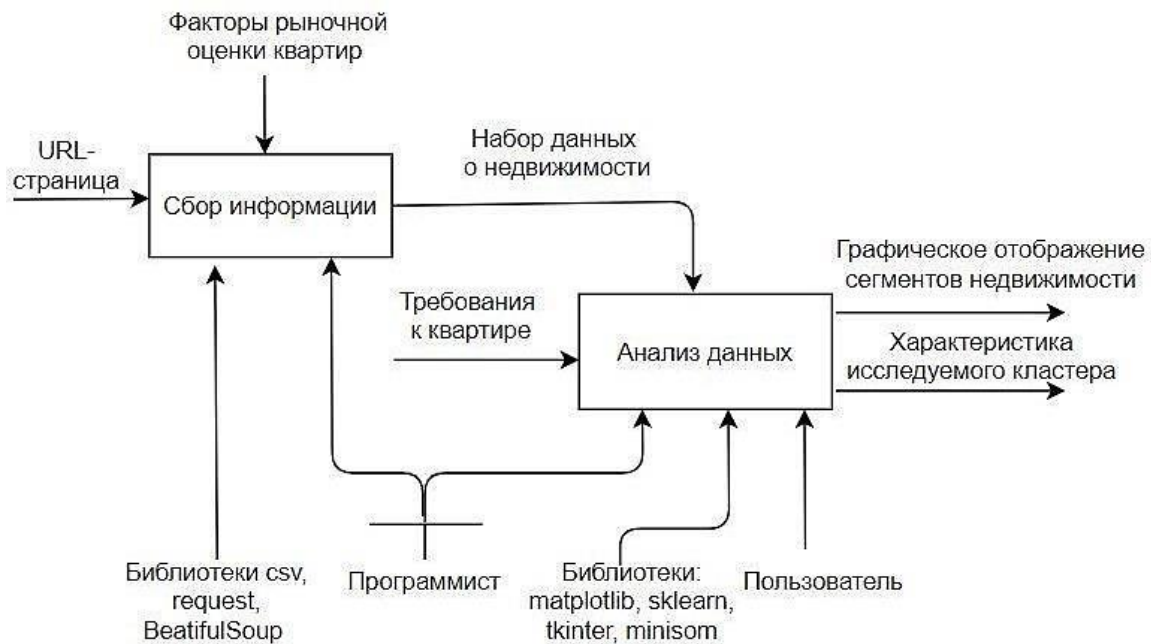 Факторы рыночной
оценки квартир
URL-
страница
Сбор информации
Набор данных
о недвижимости
Требования
к квартире
Анализ данных
Графическое отображение
сегментов недвижимости
Характеристика
исследуемого кластера
Библиотеки csv,
request,
BeatifulSoup
Программист
Библиотеки:
matplotlib, sklearn,
tkinter, minisom
Пользователь